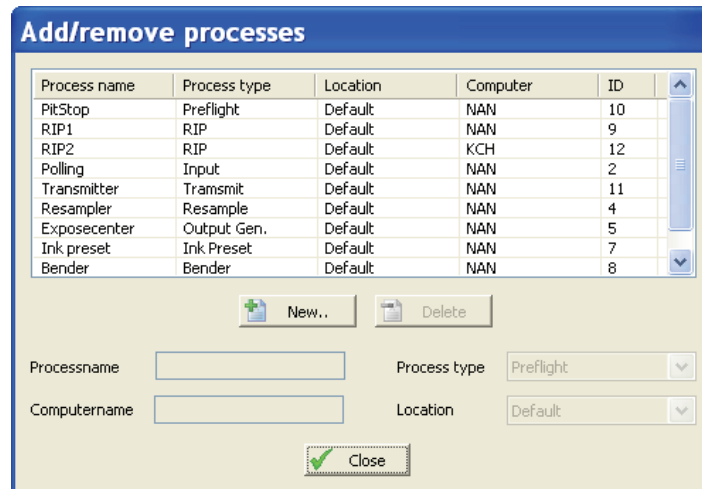 Add/remove processes
Process name Process type Location Computer ID
PitStop Preflight Default NAN 10
RIP1 RIP Default NAN 9
RIP2 RIP Default KCH 12
Polling Input Default NAN 2
Transmitter Tramsmit Default NAN 11
Resampler Resample Default NAN 4
Exposecenter Output Gen. Default NAN 5
Ink preset Ink Preset Default NAN 7
Bender Bender Default NAN 8
New.. Delete
Processname Process type Preflight
Computername Location Default
Close